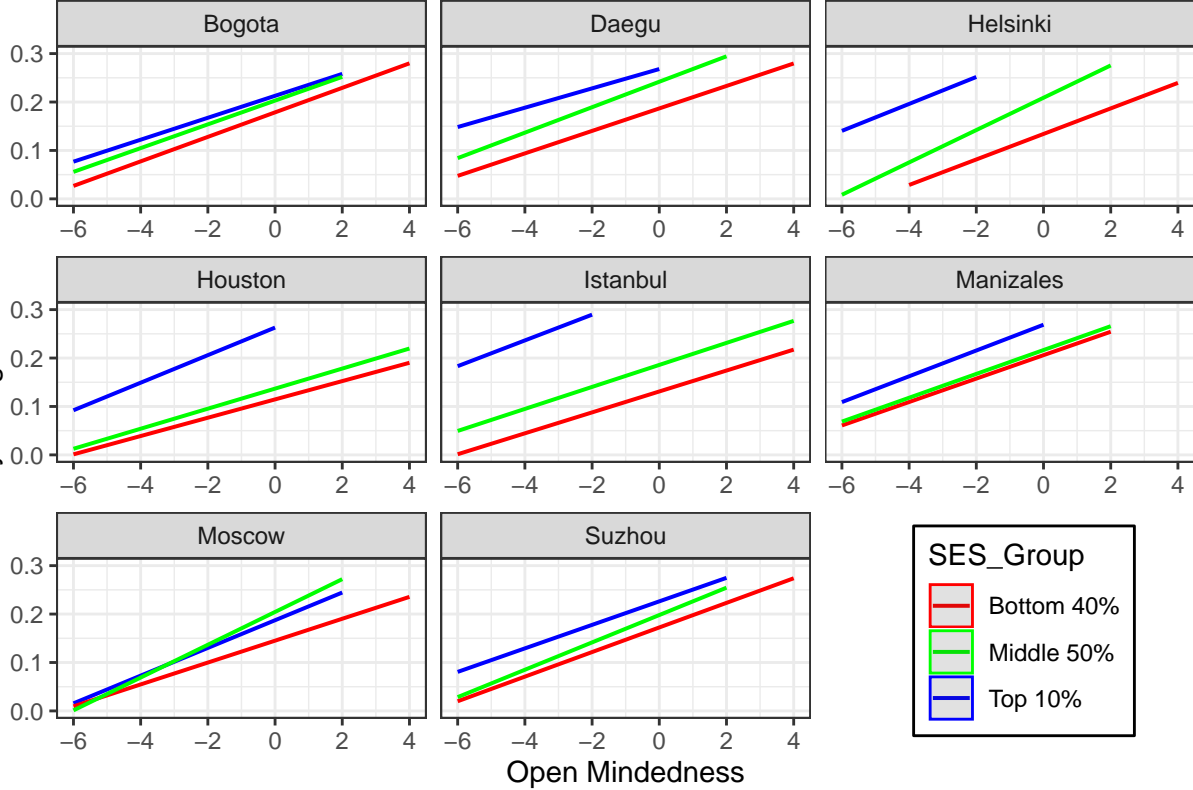 Bogota Daegu Helsinki
0.3
0.2
0.1
0.0
−6 −4 −2 0 2 4 −6 −4 −2 0 2 4 −6 −4 −2 0 2 4
Houston Istanbul Manizales
0.3
0.2
0.1
0.0
−6 −4 −2 0 2 4 −6 −4 −2 0 2 4 −6 −4 −2 0 2 4
Moscow Suzhou
0.3
0.2
0.1
0.0
−6 −4 −2 0 2 4 −6 −4 −2 0 2 4
Open Mindedness
SES_Group
Bottom 40%
Middle 50%
Top 10%